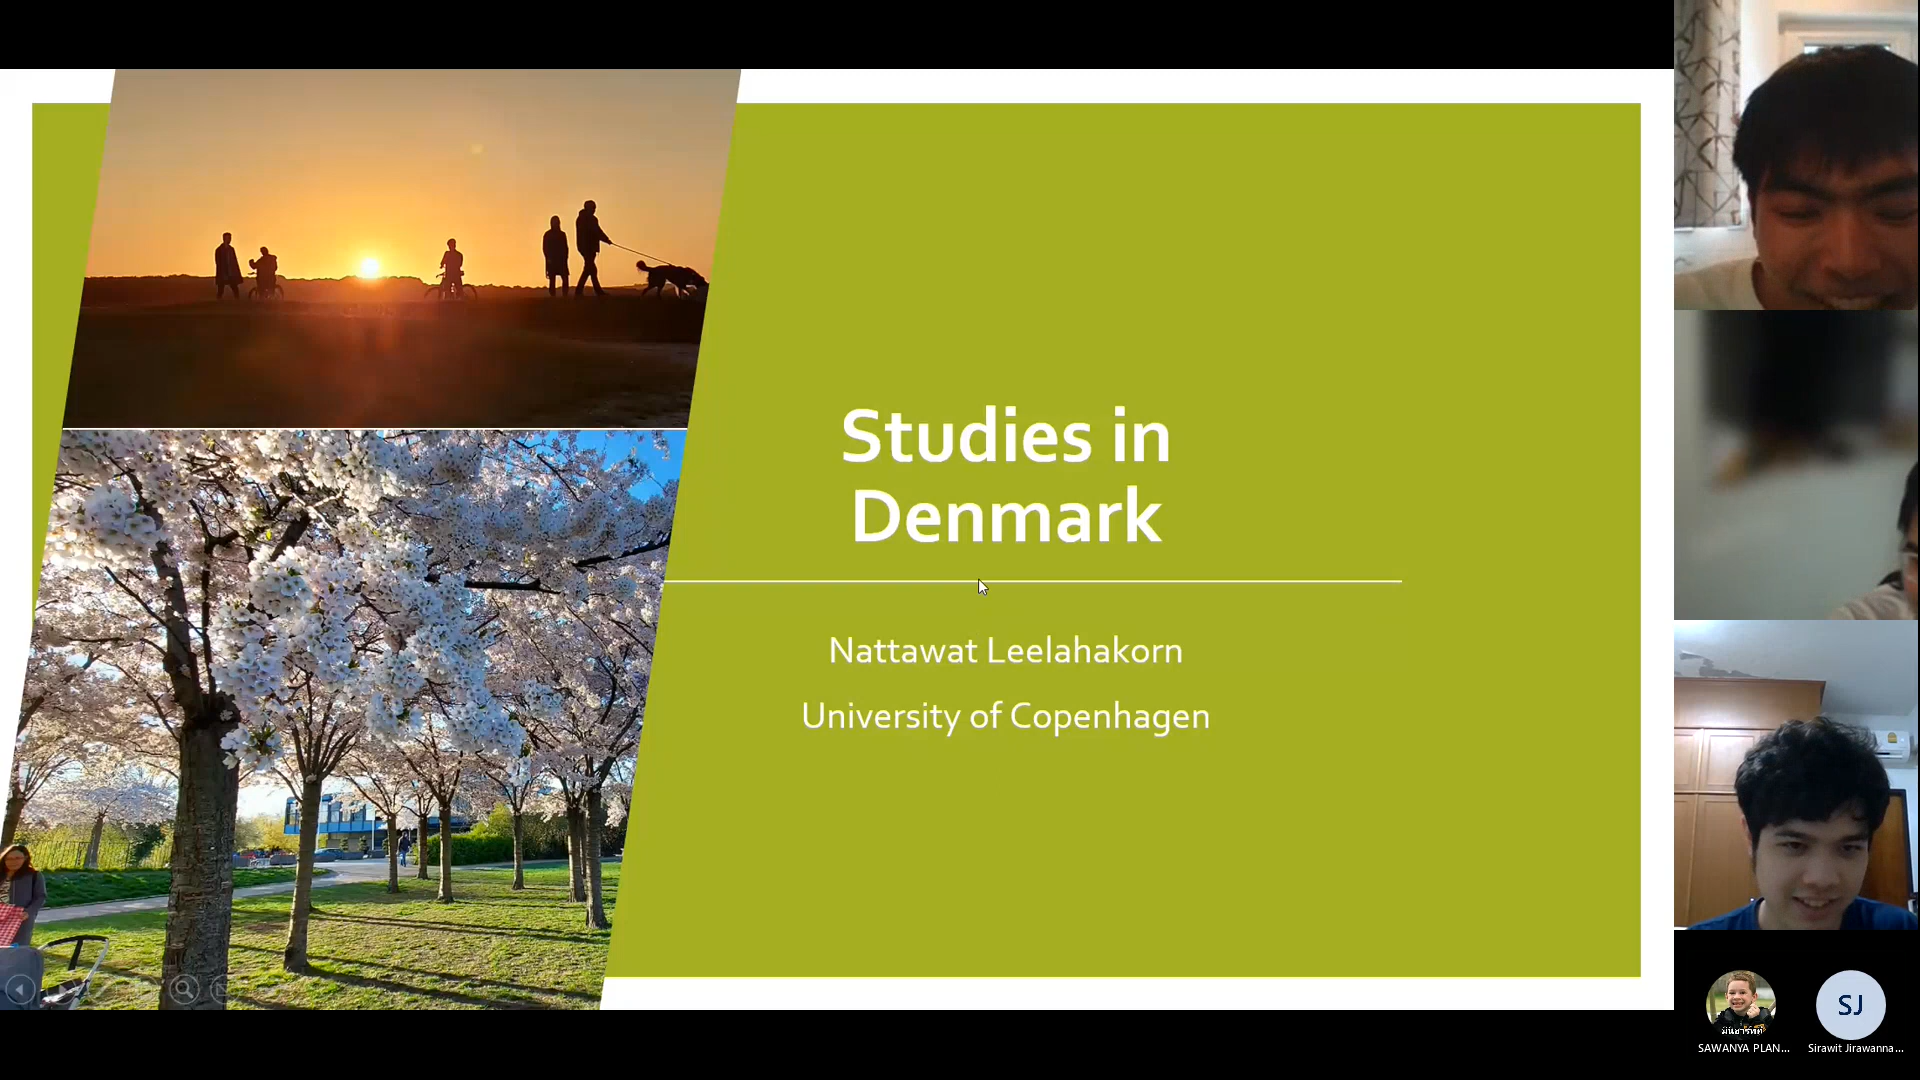 Studies in
Denmark
Nattawat Leelahakorn
University of Copenhagen
SJ
SAWANYA PLAN...
Sirawit Jirawanna...